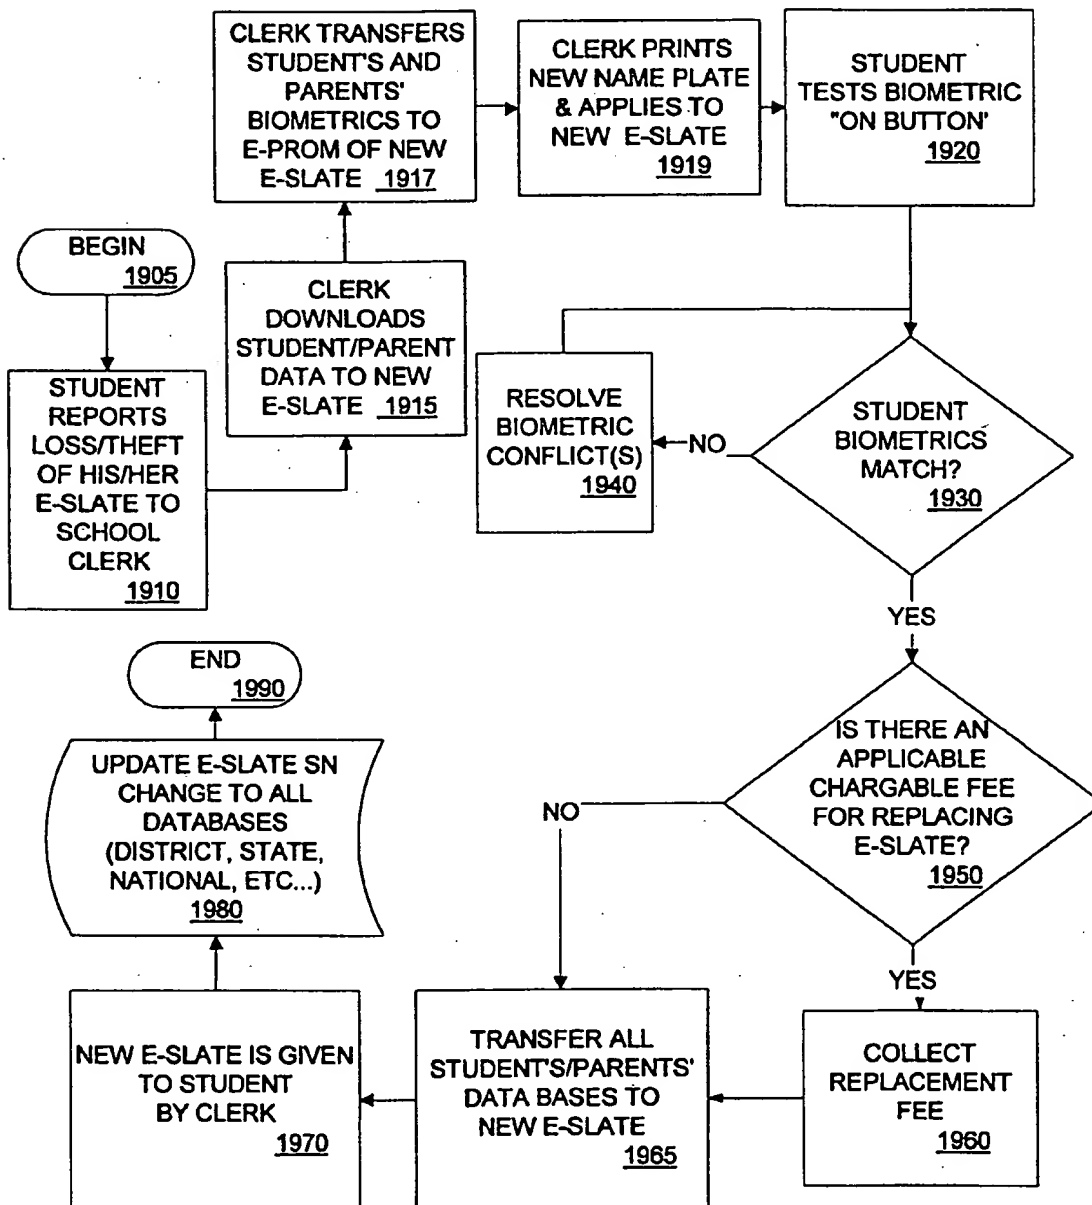 BEGIN
1905
STUDENT
REPORTS
LOSS/THEFT
OF HIS/HER
E-SLATE TO
SCHOOL
CLERK
1910
CLERK
DOWNLOADS
STUDENT/PARENT
DATA TO NEW
E-SLATE 1915
CLERK TRANSFERS
STUDENT'S AND
PARENTS'
BIOMETRICS TO
E-PROM OF NEW
E-SLATE 1917
CLERK PRINTS
NEW NAME PLATE
& APPLIES TO
NEW E-SLATE
1919
STUDENT
TESTS BIOMETRIC
"ON BUTTON'
1920
STUDENT
BIOMETRICS
MATCH?
1930
NO
RESOLVE
BIOMETRIC
CONFLICT(S)
1940
YES
IS THERE AN
APPLICABLE
CHARGABLE FEE
FOR REPLACING
E-SLATE?
1950
NO
YES
COLLECT
REPLACEMENT
FEE
1960
TRANSFER ALL
STUDENT'S/PARENTS'
DATA BASES TO
NEW E-SLATE
1965
NEW E-SLATE IS GIVEN
TO STUDENT
BY CLERK
1970
UPDATE E-SLATE SN
CHANGE TO ALL
DATABASES
(DISTRICT, STATE,
NATIONAL, ETC...)
1980
END
1990